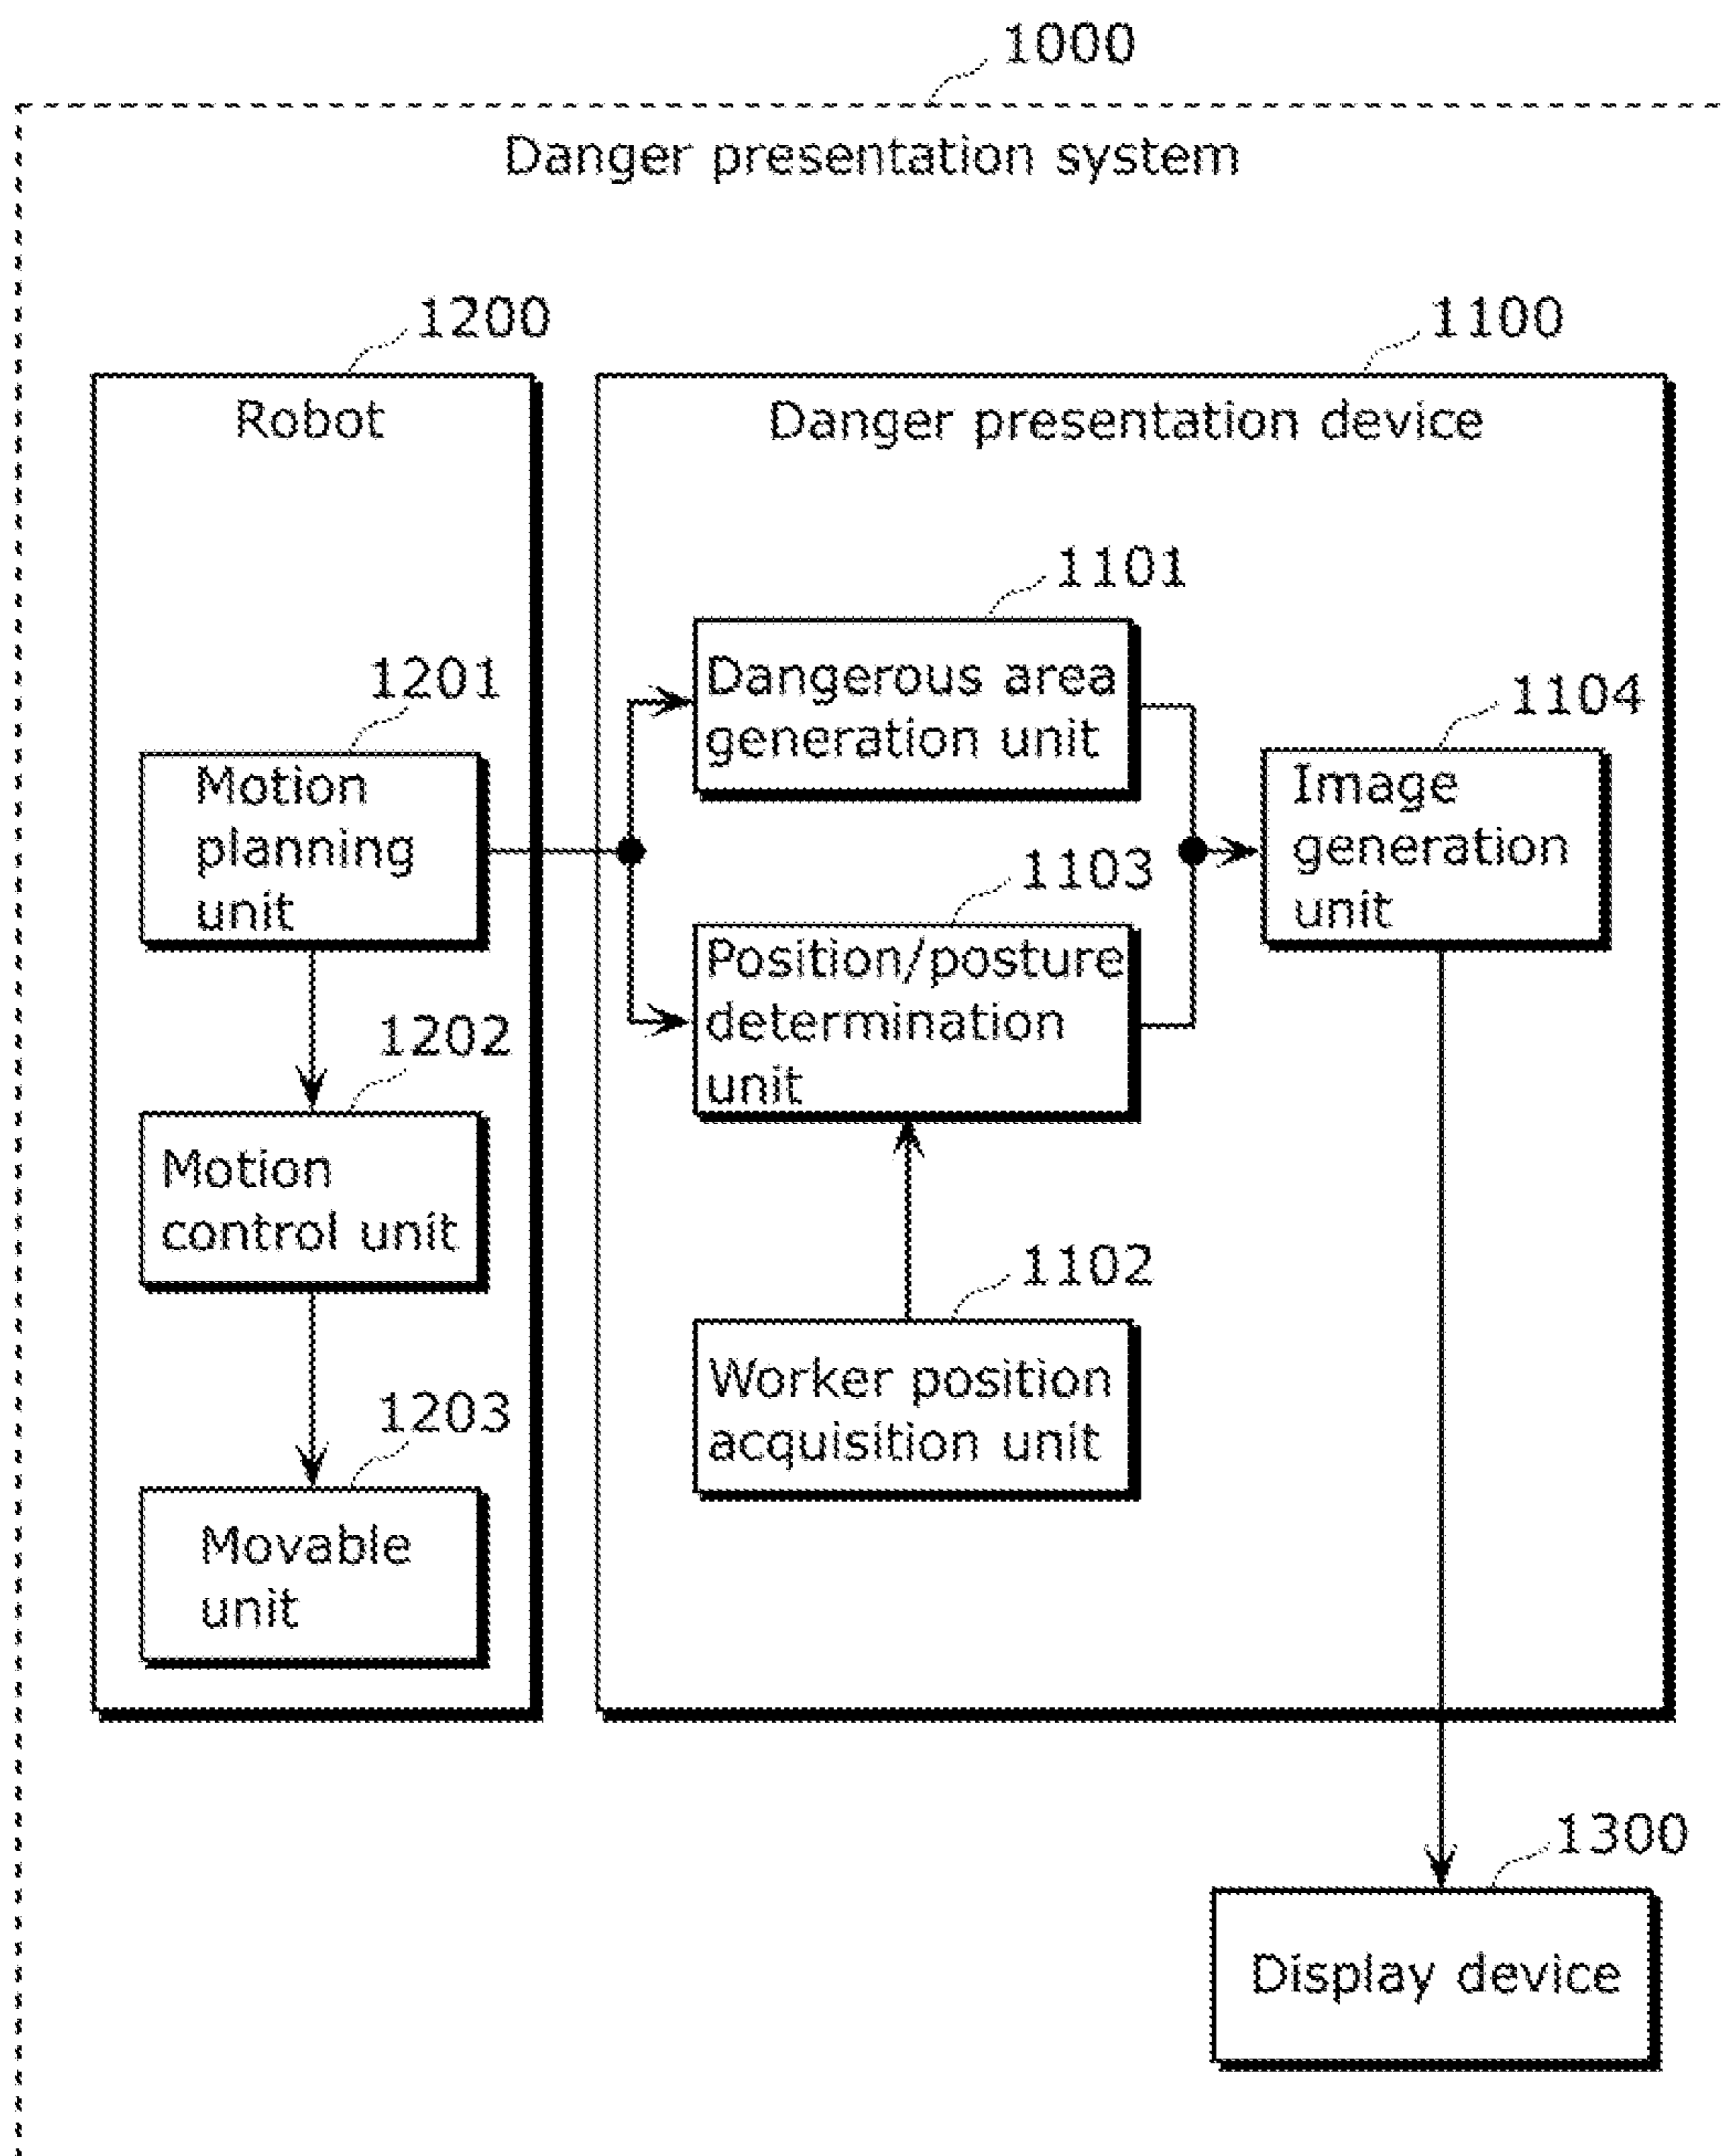 1000
Danger presentation system
1200
Robot
1201
Motion
planning
unit
1202
Motion
control unit
1203
Movable
unit
1100
Danger presentation device
1101
Dangerous area
generation unit
1103
Position/posture
determination
unit
1102
Worker position
acquisition unit
1104
Image
generation
unit
1300
Display device